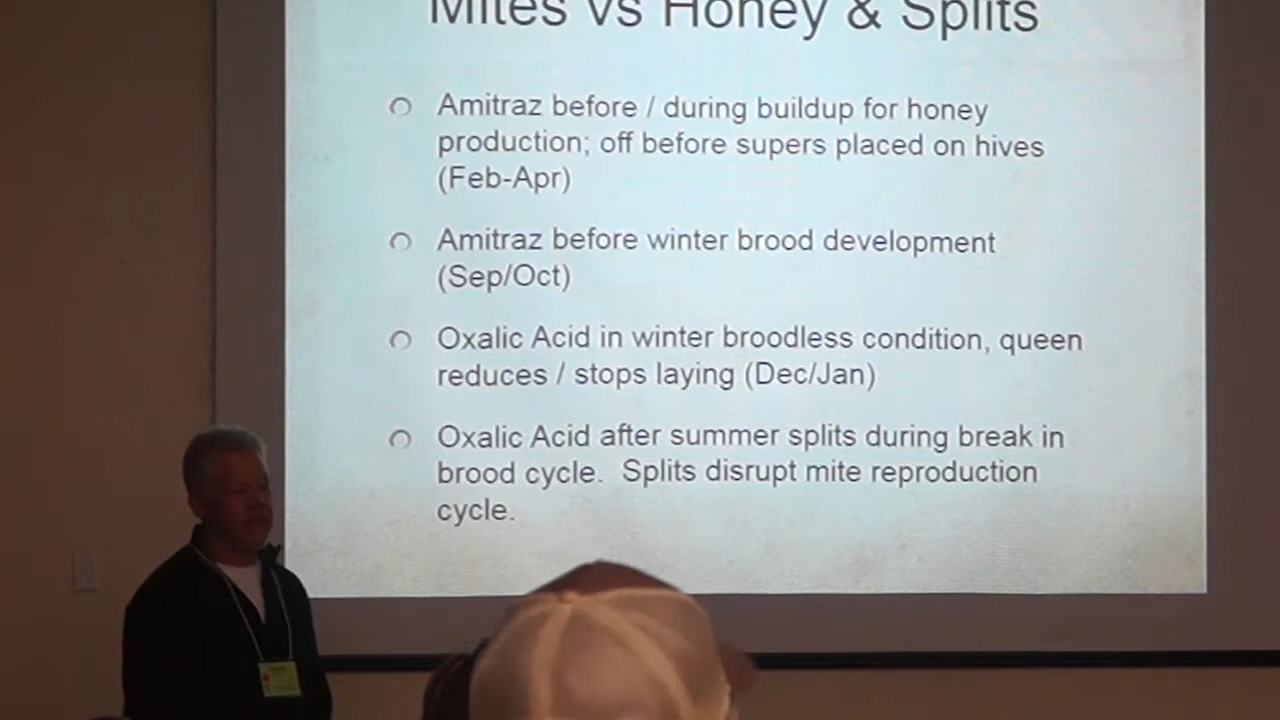 Mites vs Honey & Splits
Amitraz before / during buildup for honey
production; off before supers placed on hives
(Feb-Apr)
Amitraz before winter brood development
(Sep/Oct)
Oxalic Acid in winter broodless condition, queen
reduces / stops laying (Dec/Jan)
Oxalic Acid after summer splits during break in
brood cycle. Splits disrupt mite reproduction
cycle.